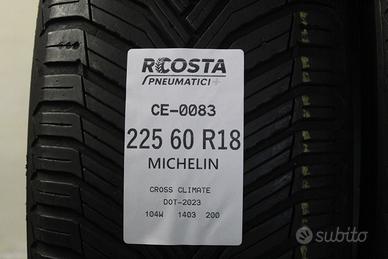 RCOSTA
PNEUMATICI+
CE-0083
225 60 R18
MICHELIN
CROSS CLIMATE
DOT-2023
104W 1403 200
subito